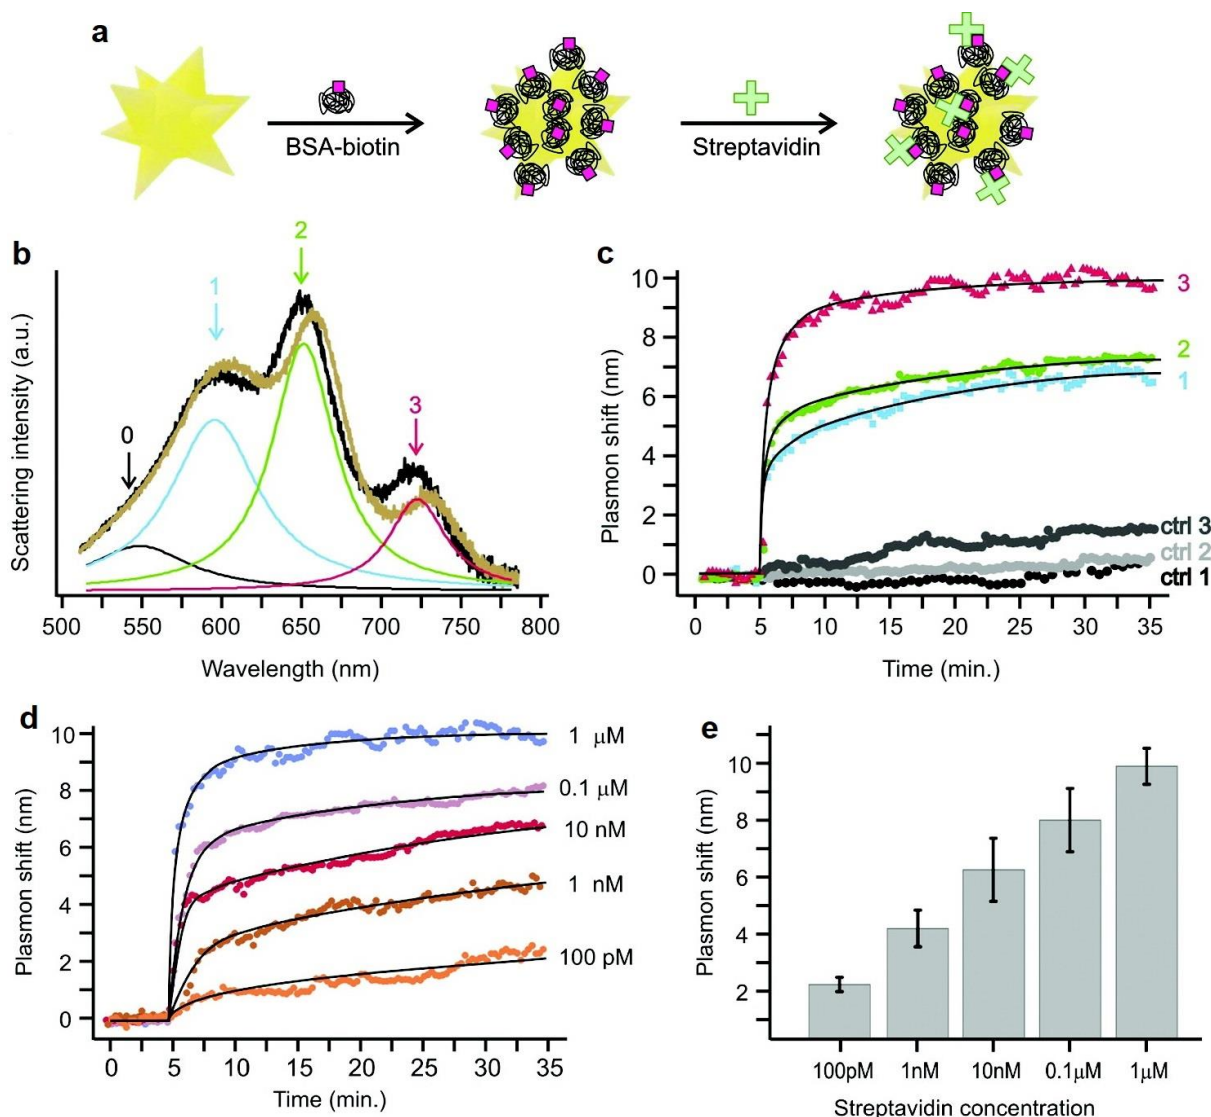 a
BSA-biotin
Streptavidin
b
0
1
2
3
Scattering intensity (a.u.)
500 550 600 650 700 750 800
Wavelength (nm)
c
10
8
6
4
2
0
Plasmon shift (nm)
3
2
1
ctrl 3
ctrl 2
ctrl 1
0 5 10 15 20 25 30 35
Time (min.)
d
10
8
6
4
2
0
Plasmon shift (nm)
1 μM
0.1 μM
10 nM
1 nM
100 pM
0 5 10 15 20 25 30 35
Time (min.)
e
10
8
6
4
2
Plasmon shift (nm)
100pM 1nM 10nM 0.1μM 1μM
Streptavidin concentration